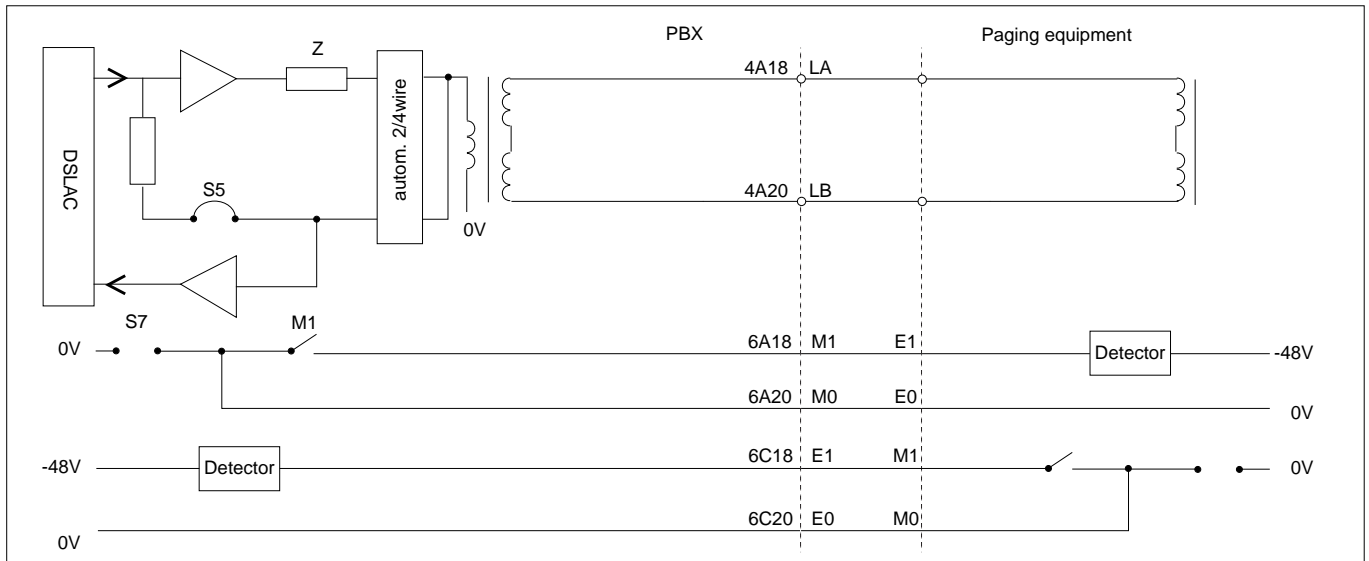 PBX
Paging equipment
Z
4A18 LA
DSLAC
autom. 2/4wire
S5
4A20 LB
0V
S7
M1
0V
6A18 M1 E1
Detector
-48V
6A20 M0 E0
0V
-48V
Detector
6C18 E1 M1
0V
6C20 E0 M0
0V